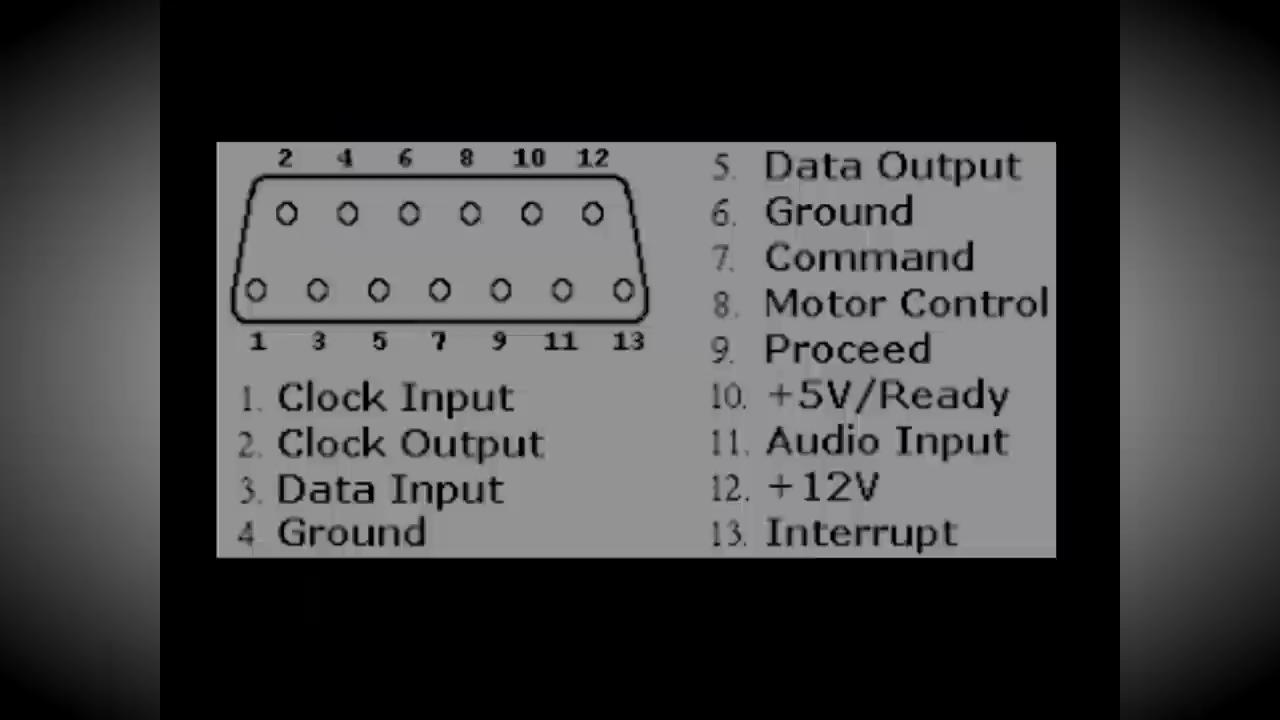 2 4 6 8 10 12
1 3 5 7 9 11 13
1. Clock Input
2. Clock Output
3. Data Input
4 Ground
5. Data Output
6. Ground
7. Command
8. Motor Control
9. Proceed
10. +5V/Ready
11. Audio Input
12. +12V
13. Interrupt